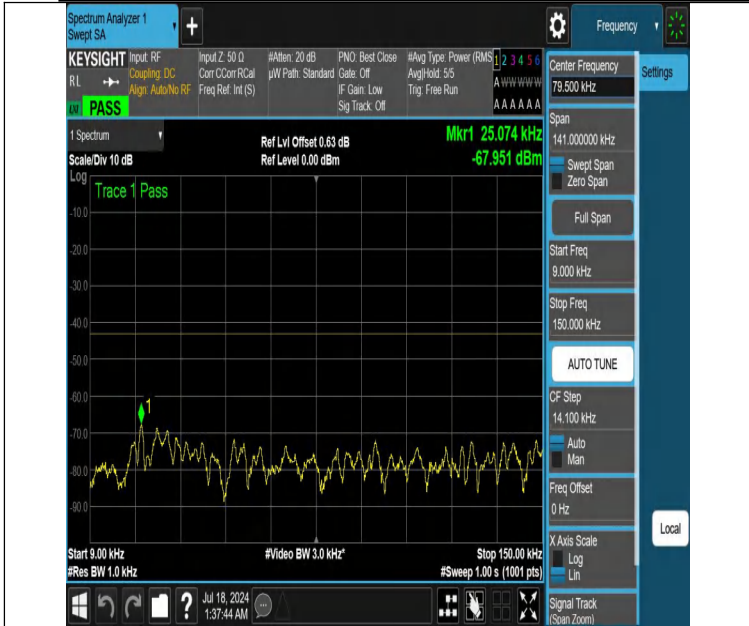 Spectrum Analyzer 1
Swept SA
+
Frequency
KEYSIGHT
RL
PASS
Input: RF
Coupling: DC
Align: Auto/No RF
Input Z: 50 Ω
Corr CCorr RCal
Freq Ref: Int (S)
#Atten: 20 dB
µW Path: Standard
PNO: Best Close
Gate: Off
IF Gain: Low
Sig Track: Off
#Avg Type: Power (RMS
Avg|Hold: 5/5
Trig: Free Run
1 2 3 4 5 6
A W W W W W
A A A A A A
Center Frequency
79.500 kHz
Settings
Span
141.000000 kHz
Swept Span
Zero Span
Full Span
Start Freq
9.000 kHz
Stop Freq
150.000 kHz
AUTO TUNE
CF Step
14.100 kHz
Auto
Man
Freq Offset
0 Hz
X Axis Scale
Log
Lin
Signal Track
(Span Zoom)
Local
1 Spectrum
Scale/Div 10 dB
Ref Lvl Offset 0.63 dB
Ref Level 0.00 dBm
Mkr1 25.074 kHz
-67.951 dBm
Log
Trace 1 Pass
-10.0
-20.0
-30.0
-40.0
-50.0
-60.0
-70.0
-80.0
-90.0
1
Start 9.00 kHz
#Res BW 1.0 kHz
#Video BW 3.0 kHz*
Stop 150.00 kHz
#Sweep 1.00 s (1001 pts)
?
Jul 18, 2024
1:37:44 AM